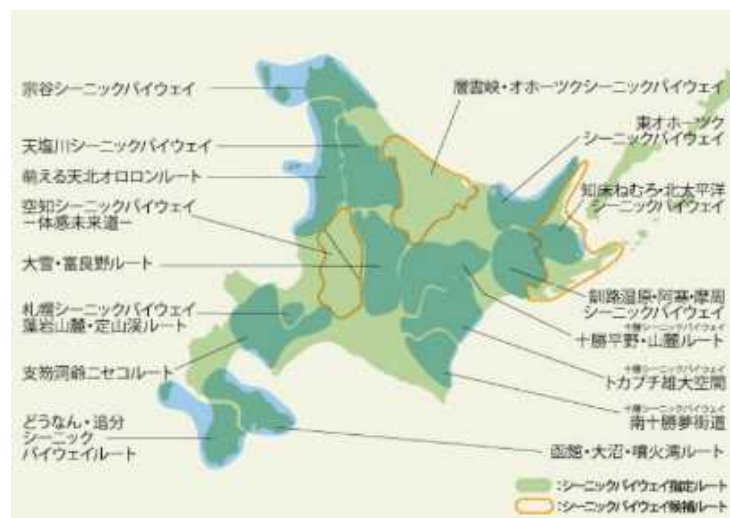 宗谷シーニックバイウェイ
天塩川シーニックバイウェイ
萌える天北オロロンルート
空知シーニックバイウェイ
ー体感未来道ー
大雪・富良野ルート
札幌シーニックバイウェイ
藻岩山麓・定山渓ルート
支笏洞爺ニセコルート
どうなん・追分
シーニック
バイウェイルート
層雲峡・オホーツクシーニックバイウェイ
東オホーツク
シーニックバイウェイ
知床ねむろ・北太平洋
シーニックバイウェイ
釧路湿原・阿寒・摩周
シーニックバイウェイ
十勝シーニックバイウェイ
十勝平野・山麓ルート
十勝シーニックバイウェイ
トカプチ雄大空間
十勝シーニックバイウェイ
南十勝夢街道
函館・大沼・噴火湾ルート
:シーニックバイウェイ指定ルート
:シーニックバイウェイ候補ルート